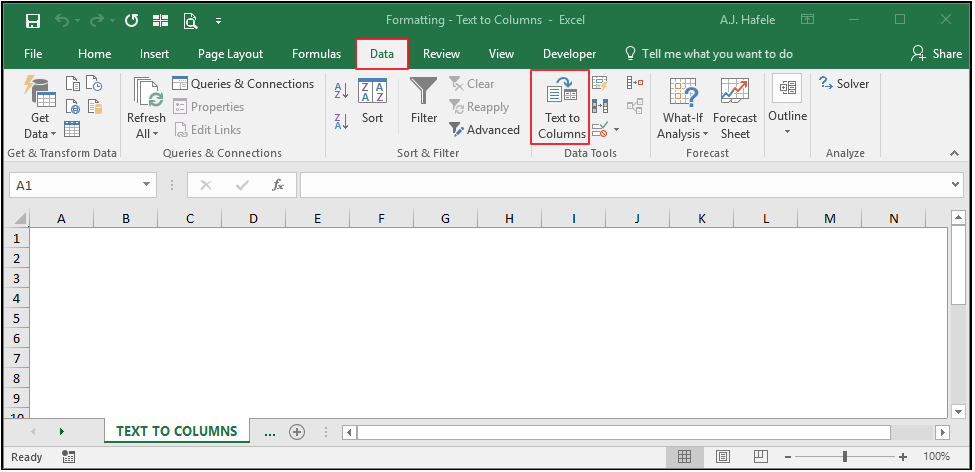 Formatting - Text to Columns - Excel
A.J. Hafele
File Home Insert Page Layout Formulas Data Review View Developer Tell me what you want to do Share
Get Data
Get & Transform Data
Refresh All
Queries & Connections
Properties
Edit Links
Queries & Connections
A Z
Z A
Z A A Z
Sort
Filter
Clear
Reapply
Advanced
Sort & Filter
Text to Columns
Data Tools
What-If Analysis
Forecast Sheet
Forecast
Outline
Solver
Analyze
A1
fx
A B C D E F G H I J K L M N
1
2
3
4
5
6
7
8
9
10
TEXT TO COLUMNS ...
Ready
100%